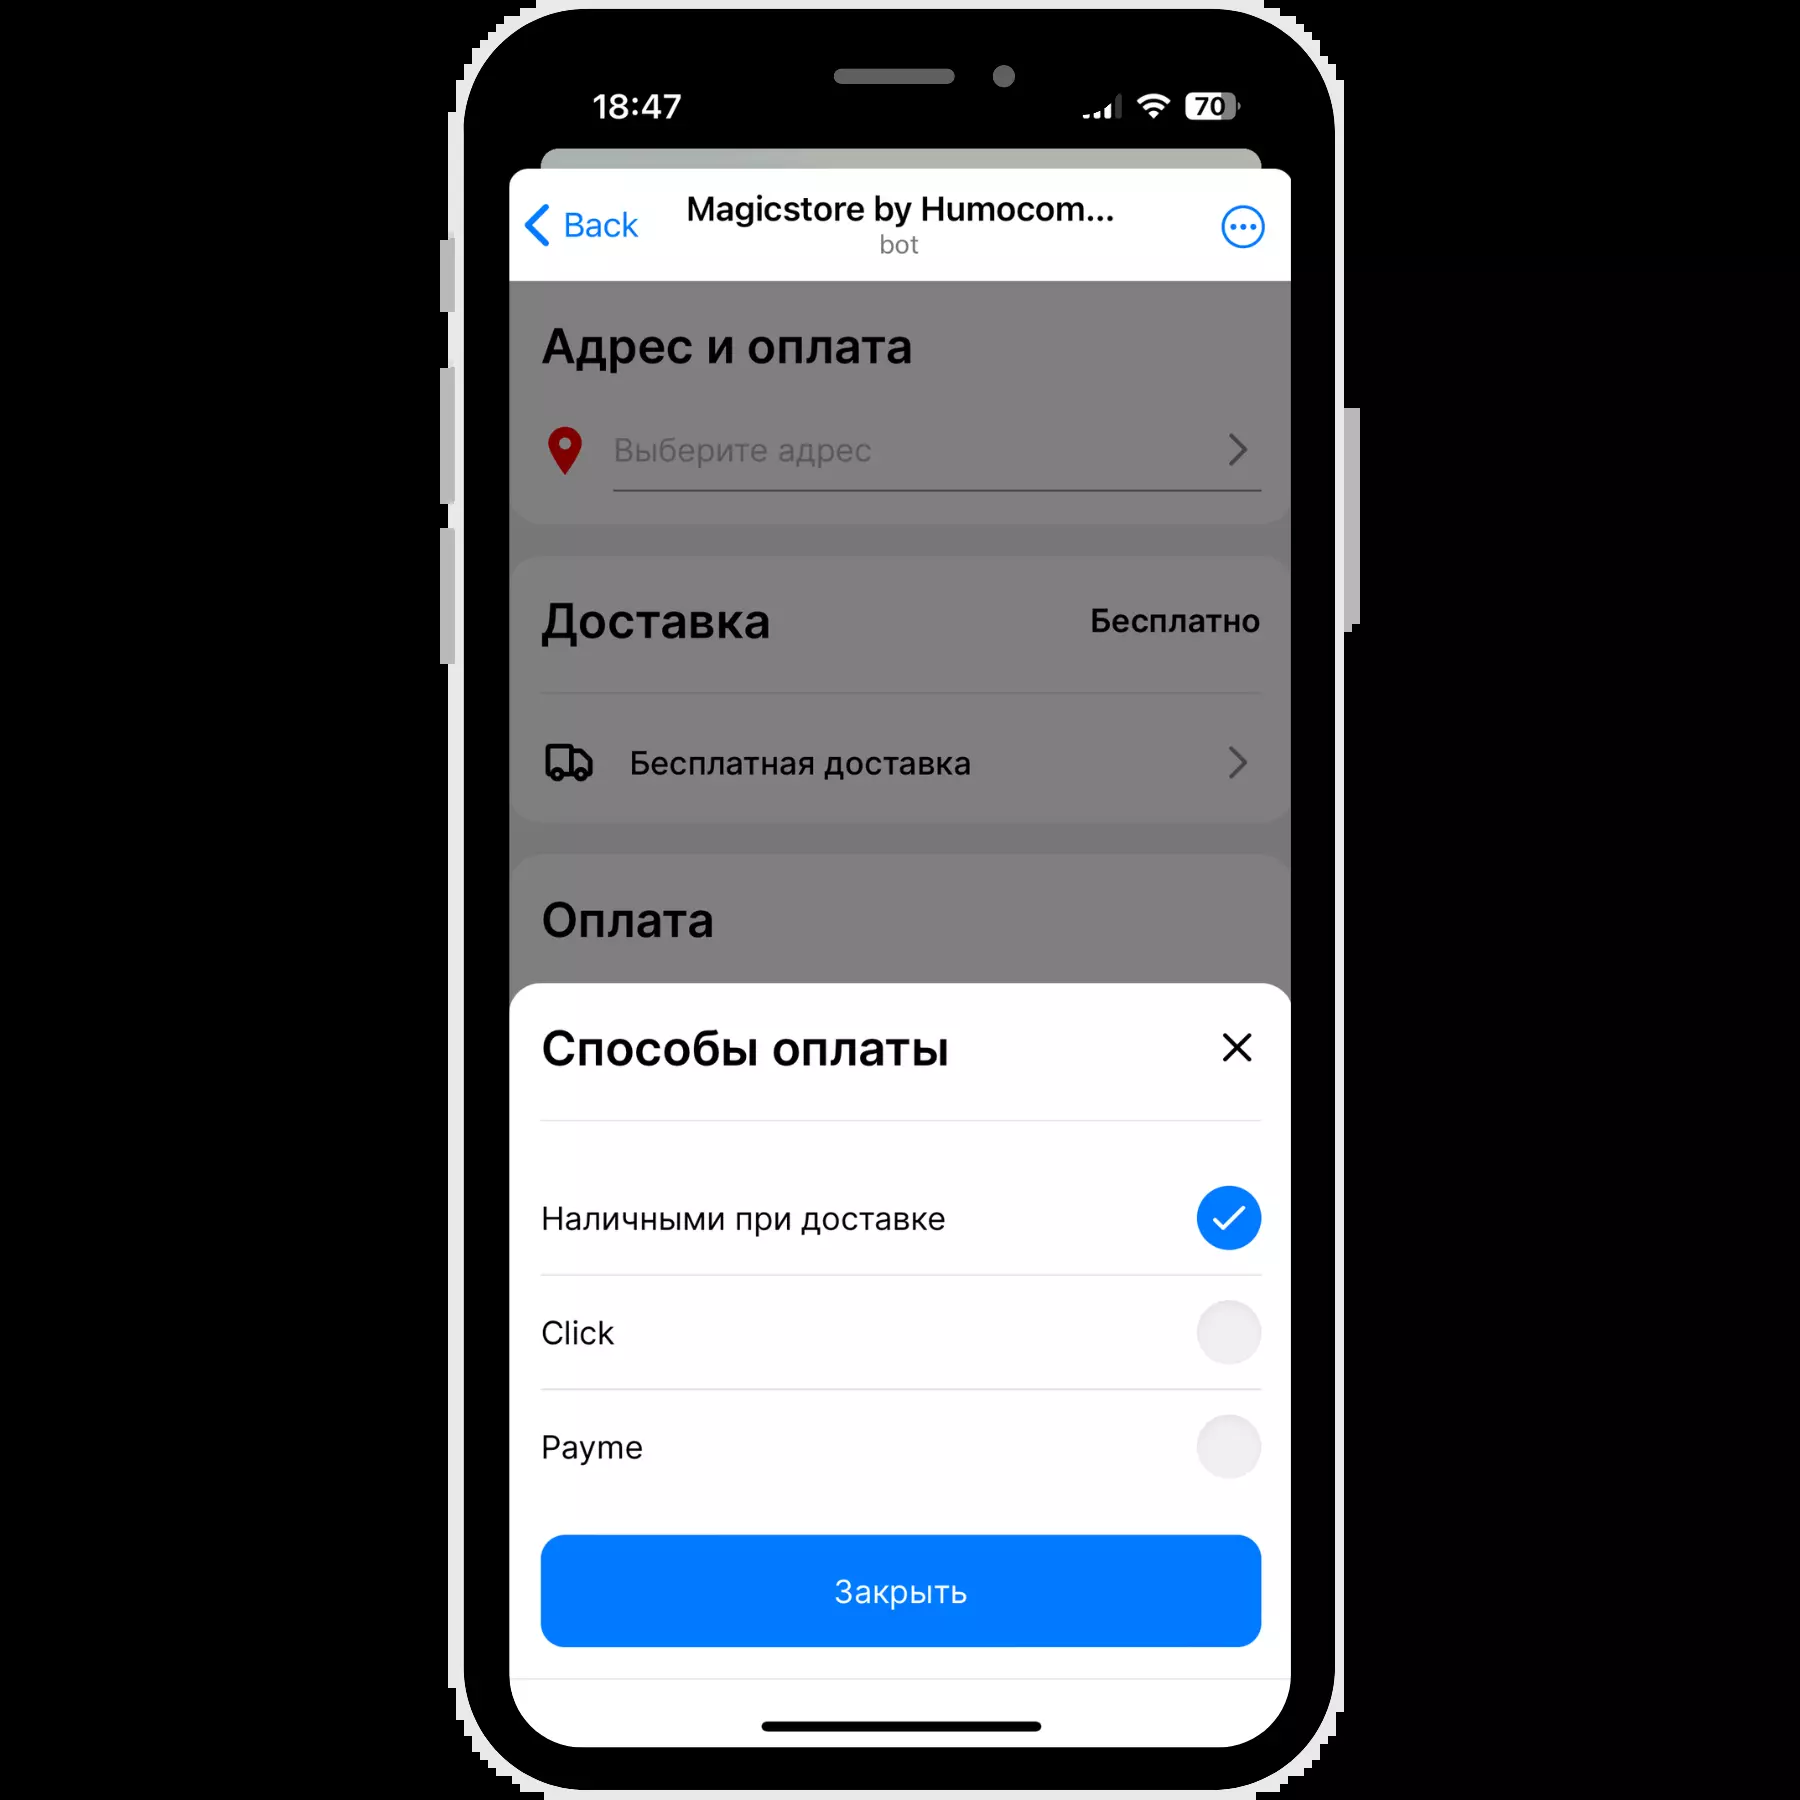 18:47
70
Back
Magicstore by Humocom...
bot
Адрес и оплата
Выберите адрес
Доставка
Бесплатно
Бесплатная доставка
Оплата
Способы оплаты
Наличными при доставке
Click
Payme
Закрыть